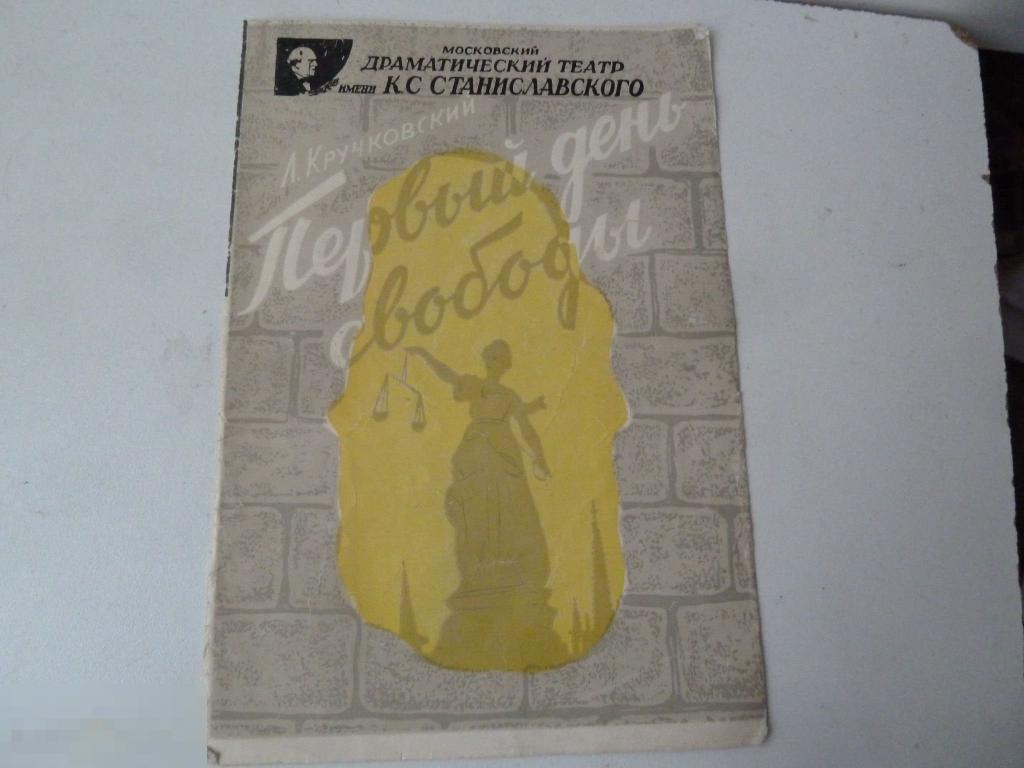 МОСКОВСКИЙ
ДРАМАТИЧЕСКИЙ ТЕАТР
ИМЕНИ К.С СТАНИСЛАВСКОГО
Л. Кручковский
Первый день
свободы